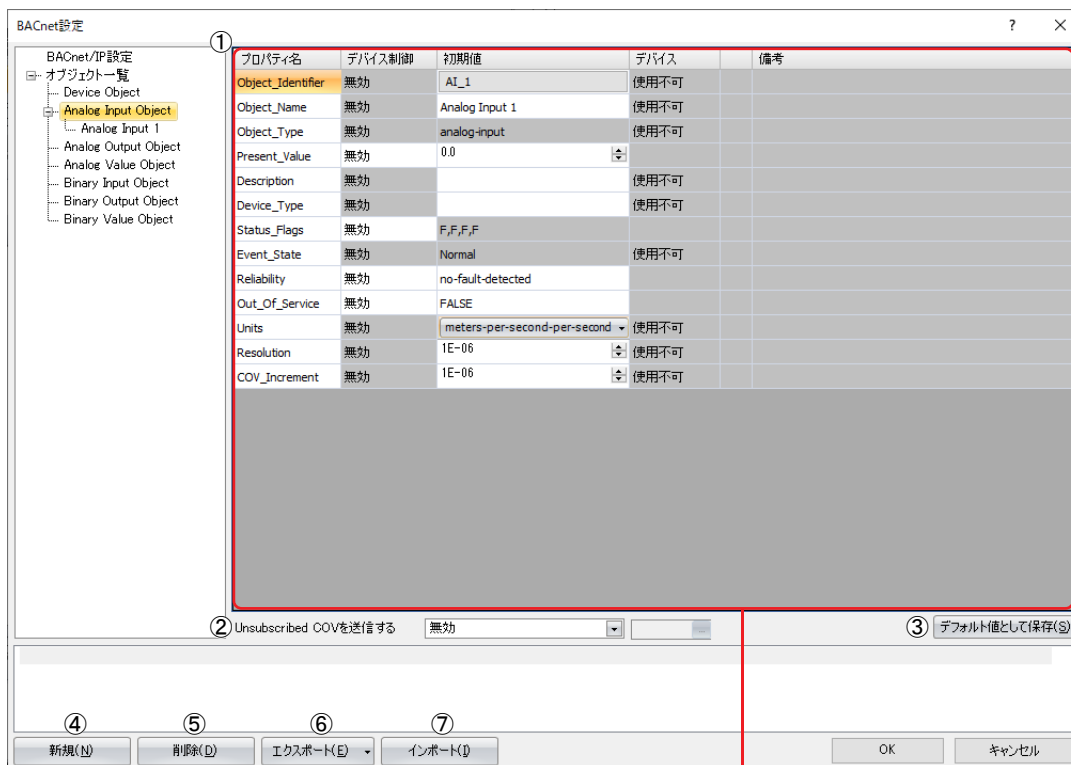 BACnet設定 ? ×
BACnet/IP設定
オブジェクト一覧
Device Object
Analog Input Object
Analog Input 1
Analog Output Object
Analog Value Object
Binary Input Object
Binary Output Object
Binary Value Object
①
プロパティ名 デバイス制御 初期値 デバイス 備考
Object_Identifier 無効 AI_1 使用不可
Object_Name 無効 Analog Input 1 使用不可
Object_Type 無効 analog-input 使用不可
Present_Value 無効 0.0
Description 無効 使用不可
Device_Type 無効 使用不可
Status_Flags 無効 F,F,F,F
Event_State 無効 Normal 使用不可
Reliability 無効 no-fault-detected
Out_Of_Service 無効 FALSE
Units 無効 meters-per-second-per-second 使用不可
Resolution 無効 1E-06 使用不可
COV_Increment 無効 1E-06 使用不可
② Unsubscribed COVを送信する 無効 ... ③ デフォルト値として保存(S)
④ ⑤ ⑥ ⑦
新規(N) 削除(D) エクスポート(E) インポート(I) OK キャンセル